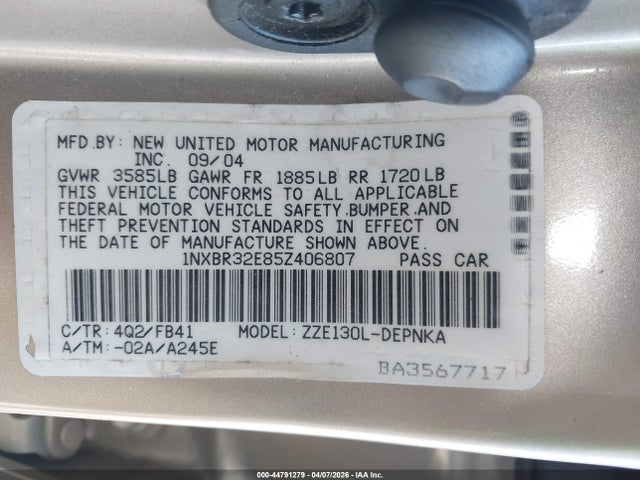 MFD.BY: NEW UNITED MOTOR MANUFACTURING
INC. 09/04
GVWR 3585LB GAWR FR 1885LB RR 1720LB
THIS VEHICLE CONFORMS TO ALL APPLICABLE
FEDERAL MOTOR VEHICLE SAFETY.BUMPER.AND
THEFT PREVENTION STANDARDS IN EFFECT ON
THE DATE OF MANUFACTURE SHOWN ABOVE.
1NXBR32E85Z406807 PASS CAR
C/TR: 4Q2/FB41 MODEL: ZZE130L-DEPNKA
A/TM: -02A/A245E
BA3567717
000-44791279 - 04/07/2026 - IAA Inc.